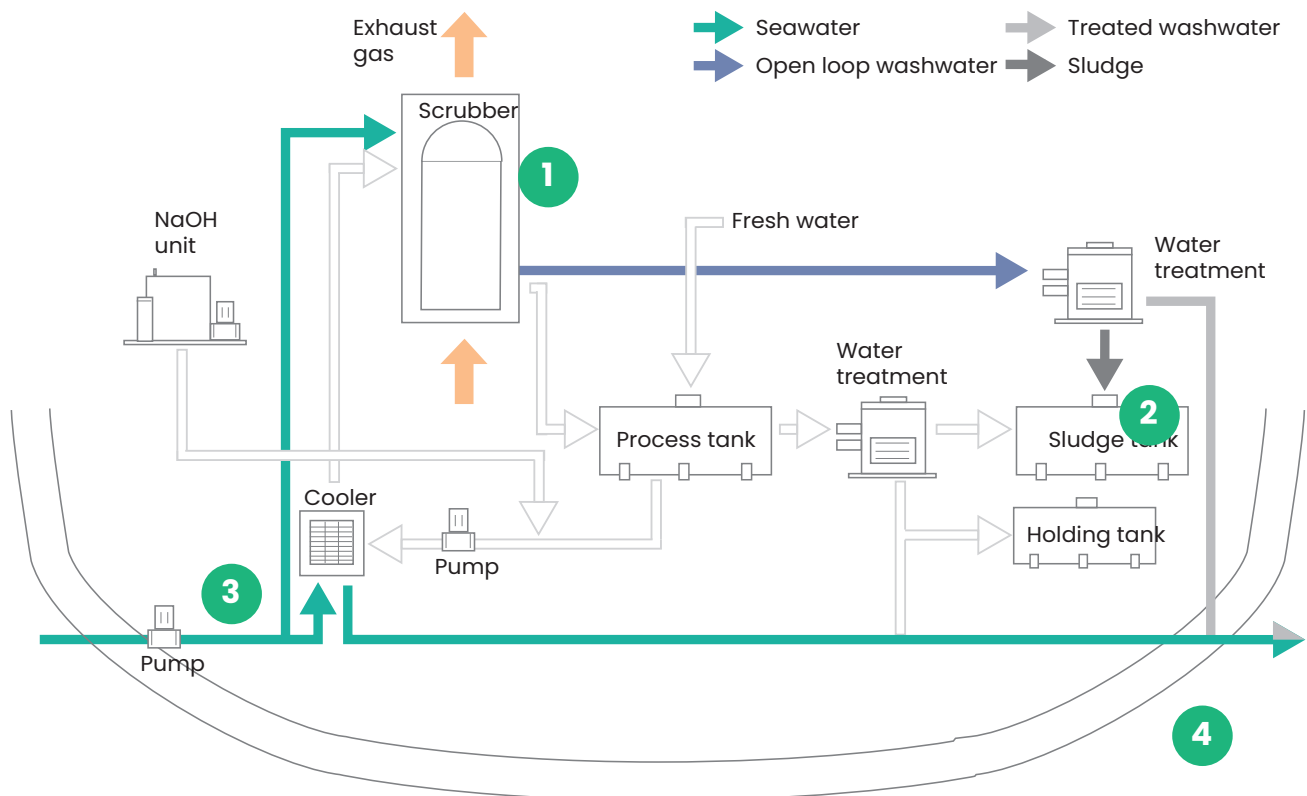 Exhaust
gas
Seawater
Treated washwater
Open loop washwater
Sludge
Scrubber
1
NaOH
unit
Fresh water
Water
treatment
Water
treatment
2
Process tank
Sludge tank
Cooler
Holding tank
Pump
3
Pump
4